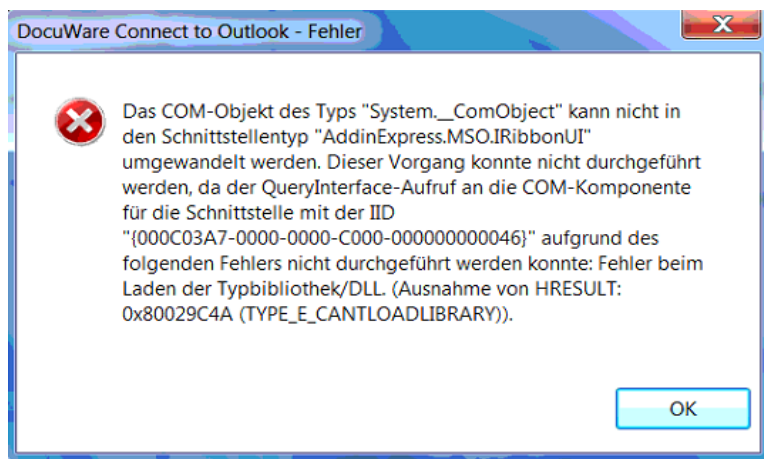 DocuWare Connect to Outlook - Fehler
X
Das COM-Objekt des Typs "System.__ComObject" kann nicht in
den Schnittstellentyp "AddinExpress.MSO.IRibbonUI"
umgewandelt werden. Dieser Vorgang konnte nicht durchgeführt
werden, da der QueryInterface-Aufruf an die COM-Komponente
für die Schnittstelle mit der IID
"{000C03A7-0000-0000-C000-000000000046}" aufgrund des
folgenden Fehlers nicht durchgeführt werden konnte: Fehler beim
Laden der Typbibliothek/DLL. (Ausnahme von HRESULT:
0x80029C4A (TYPE_E_CANTLOADLIBRARY)).
OK